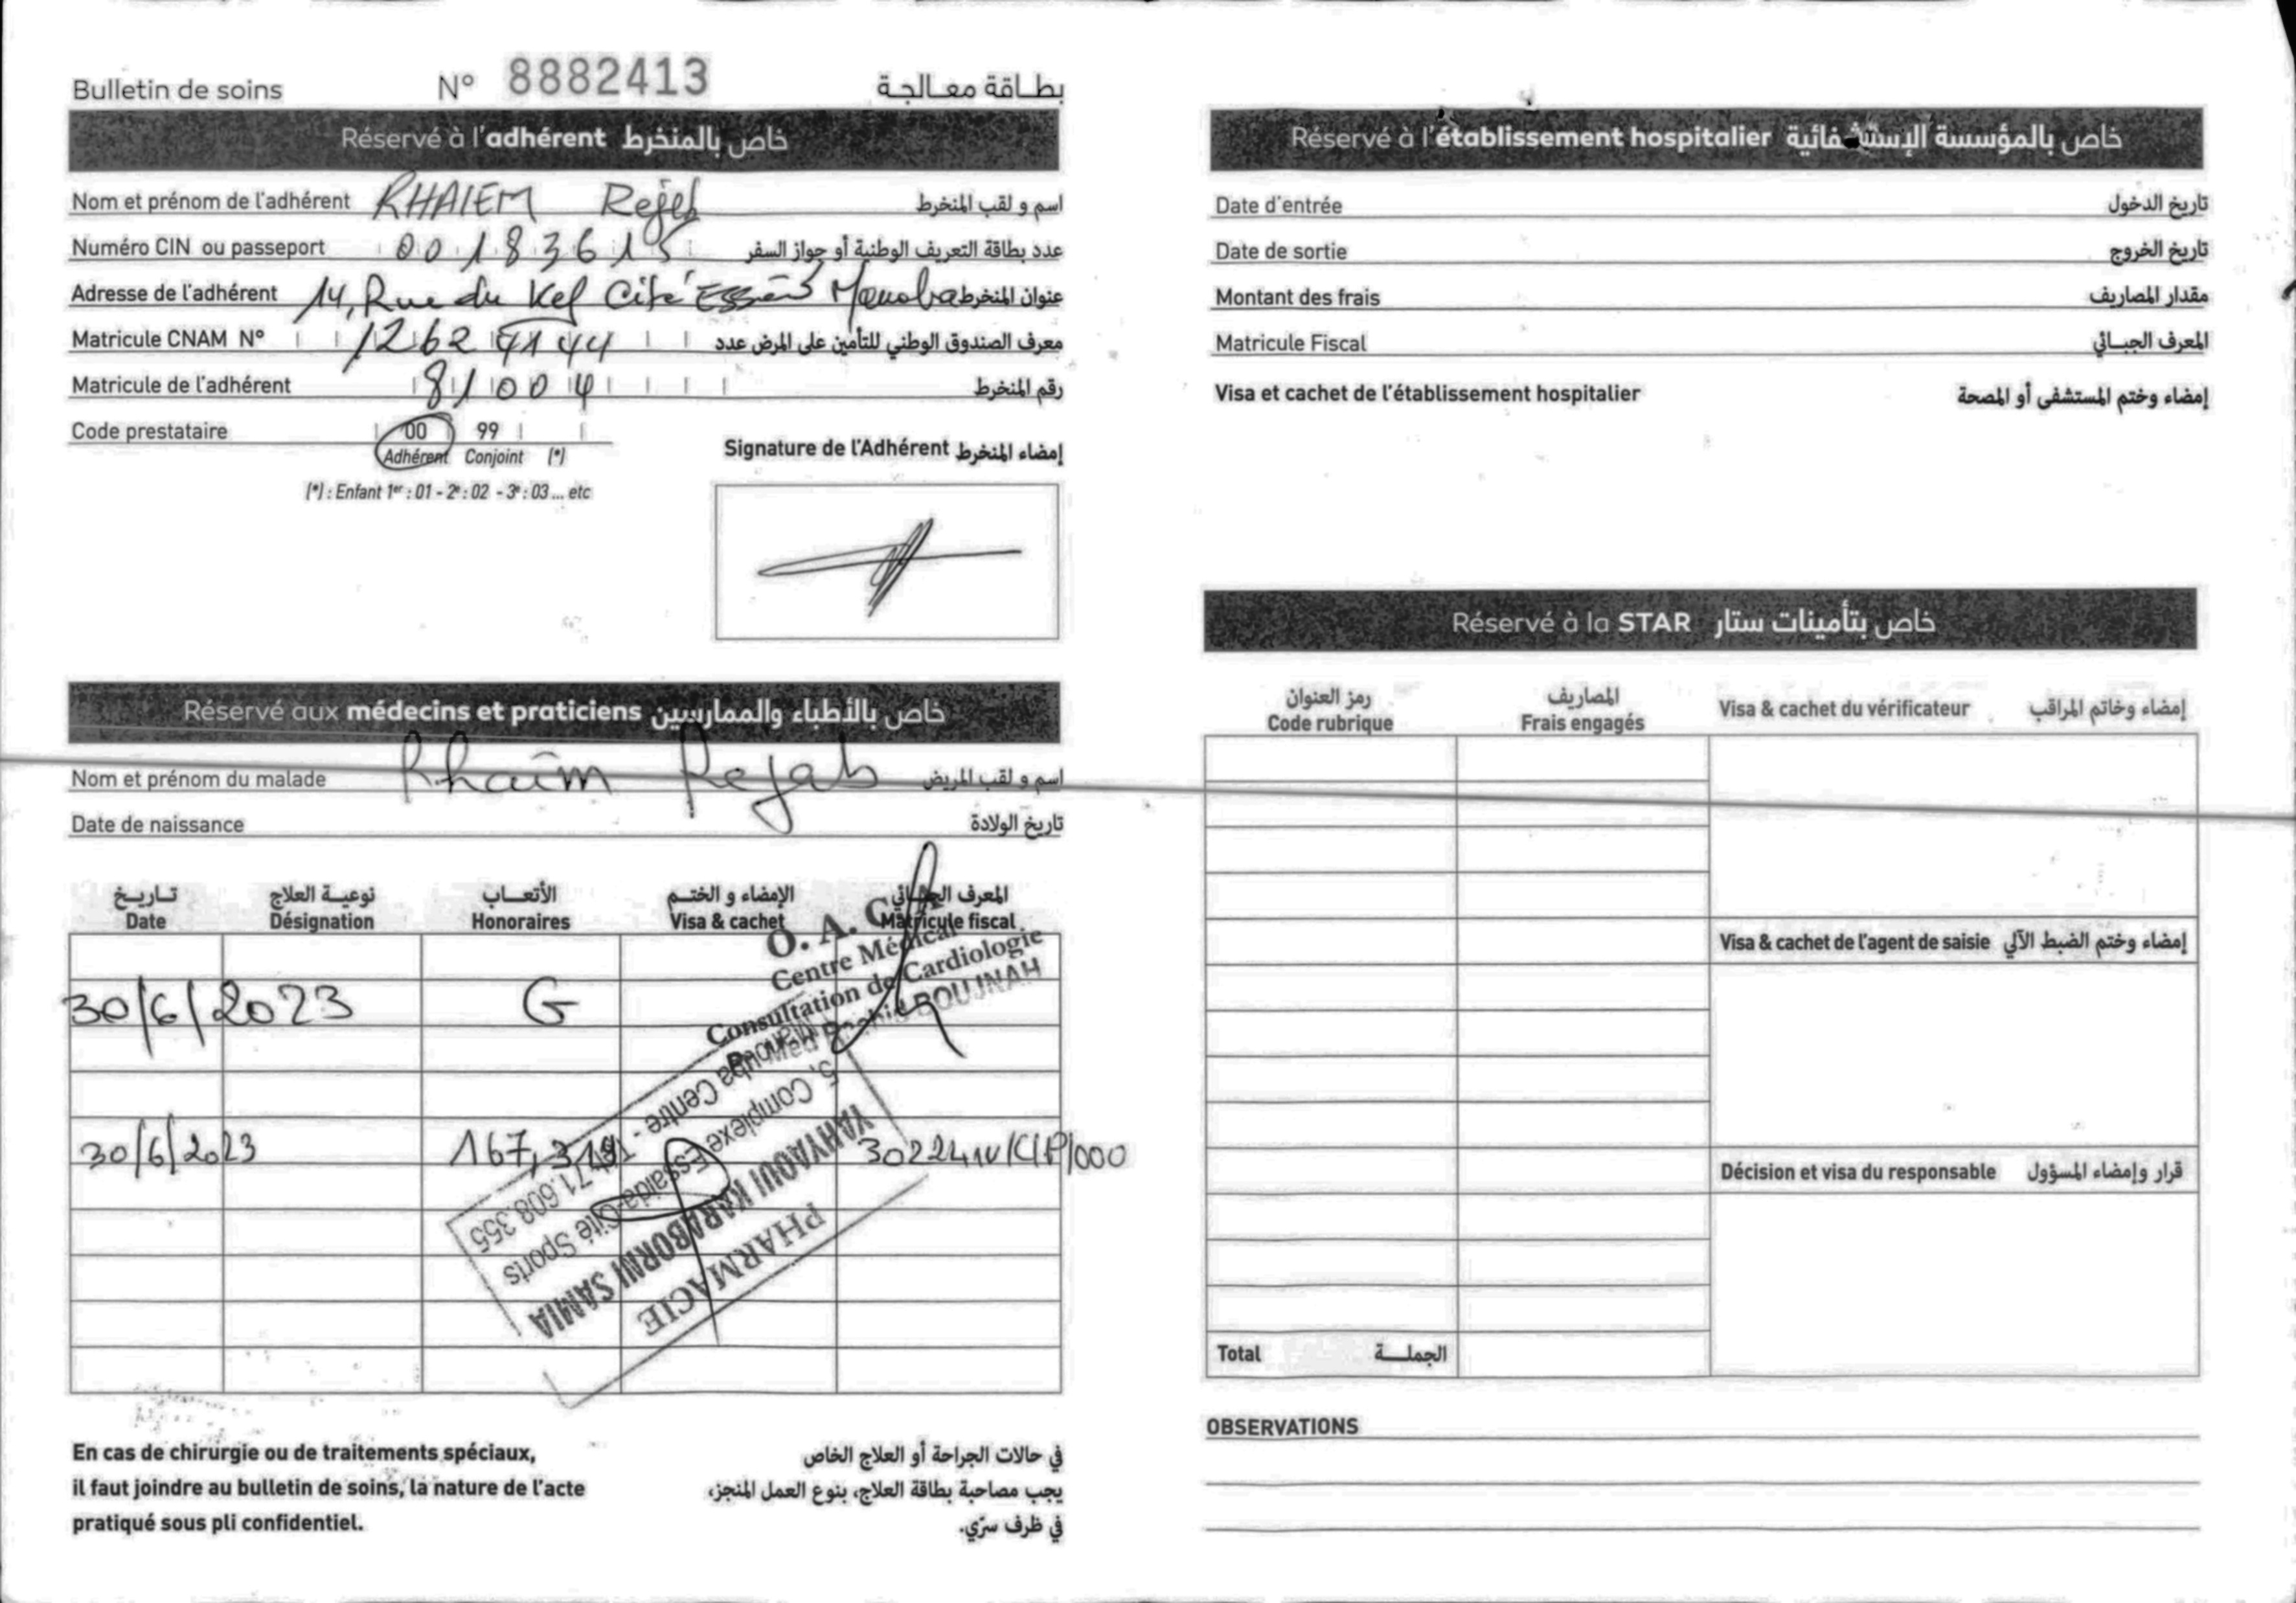 Bulletin de soins N° 8882413 بطاقة معالجة
Réservé à l'adhérent خاص بالمنخرط
Nom et prénom de l'adhérent KHAIEM Rejeb اسم و لقب المنخرط
Numéro CIN ou passeport 00183615 عدد بطاقة التعريف الوطنية أو جواز السفر
Adresse de l'adhérent 14, Rue du Kef Cité عنوان المنخرط
Matricule CNAM N° معرف الصندوق الوطني للتأمين على المرض عدد
Matricule de l'adhérent 81004 رقم المنخرط
Code prestataire 00 99
Adhérent Conjoint (*)
(*) : Enfant 1er : 01 - 2e : 02 - 3e : 03 ... etc
Signature de l'Adhérent إمضاء المنخرط
Réservé aux médecins et praticiens خاص بالأطباء والممارسين
Nom et prénom du malade Rhaim Rejab اسم و لقب المريض
Date de naissance تاريخ الولادة
تاريخ نوعية العلاج الأتعاب الإمضاء و الختم المعرف الجبائي
Date Désignation Honoraires Visa & cachet Matricule fiscal
O. A. C. A
Centre Médical
Consultation de Cardiologie
BOUJNAH
30/6/2023 G
30/6/2023 167,319
PHARMACIE
YAHYAOUI KARABORNI SAMIA
5, Complexe Essaida-Cité Sports
Centre - Tél. 71.608.355
En cas de chirurgie ou de traitements spéciaux,
il faut joindre au bulletin de soins, la nature de l'acte
pratiqué sous pli confidentiel.
في حالات الجراحة أو العلاج الخاص
يجب مصاحبة بطاقة العلاج، بنوع العمل المنجز،
في ظرف سرّي.
Réservé à l'établissement hospitalier خاص بالمؤسسة الإستشفائية
Date d'entrée تاريخ الدخول
Date de sortie تاريخ الخروج
Montant des frais مقدار المصاريف
Matricule Fiscal المعرف الجبائي
Visa et cachet de l'établissement hospitalier إمضاء وختم المستشفى أو المصحة
Réservé à la STAR خاص بتأمينات ستار
رمز العنوان المصاريف
Code rubrique Frais engagés Visa & cachet du vérificateur إمضاء وخاتم المراقب
Visa & cachet de l'agent de saisie إمضاء وختم الضبط الآلي
Décision et visa du responsable قرار وإمضاء المسؤول
Total الجملة
OBSERVATIONS